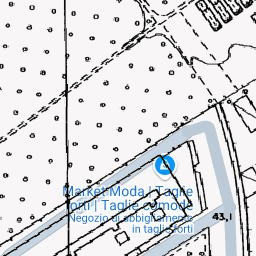 Market Moda | Taglie
forti | Taglie comode
Negozio di abbigliamento
in taglie forti
43,1